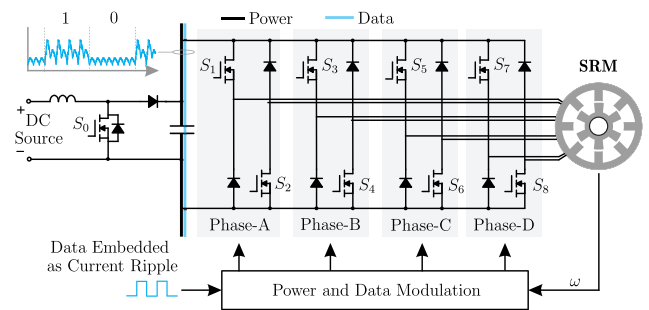 1 0
Power
Data
S1
S3
S5
S7
SRM
+
DC
Source
−
S0
S2
S4
S6
S8
Phase-A
Phase-B
Phase-C
Phase-D
Data Embedded
as Current Ripple
Power and Data Modulation
ω